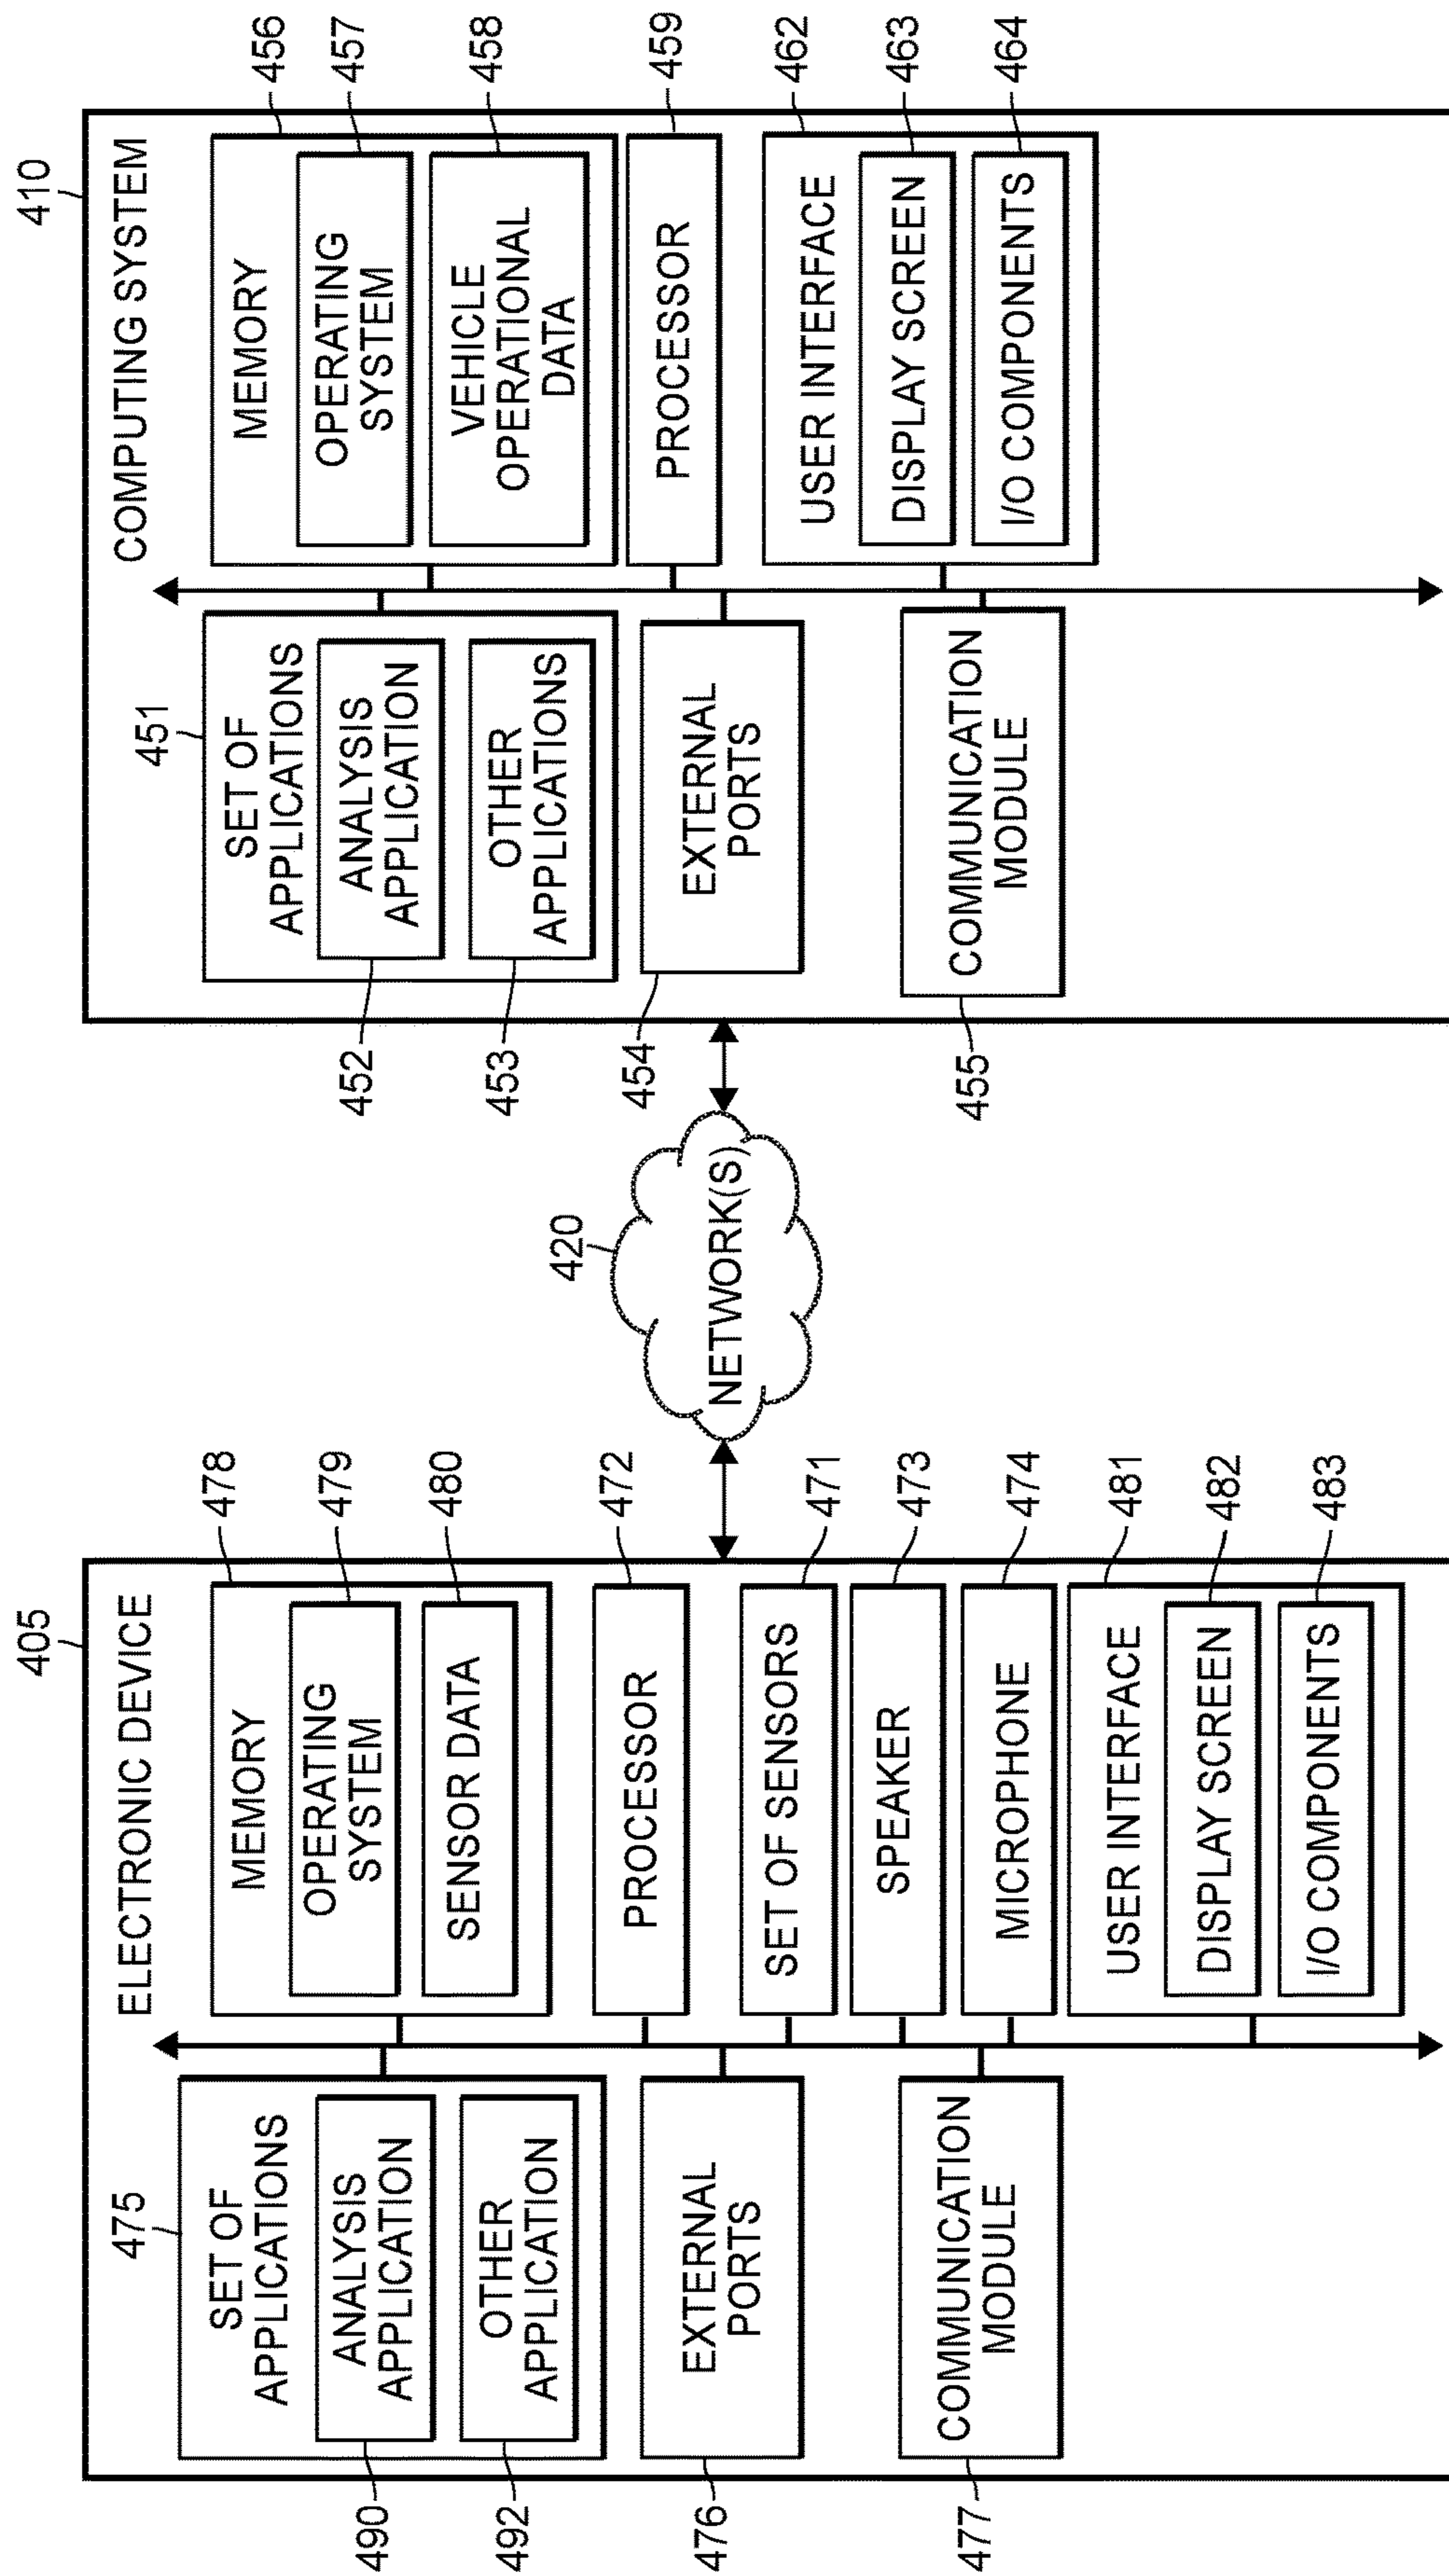 405
ELECTRONIC DEVICE
475
SET OF
APPLICATIONS
ANALYSIS
APPLICATION
490
OTHER
APPLICATION
492
EXTERNAL
PORTS
476
COMMUNICATION
MODULE
477
MEMORY
478
OPERATING
SYSTEM
479
SENSOR DATA
480
PROCESSOR
472
SET OF SENSORS
471
SPEAKER
473
MICROPHONE
474
USER INTERFACE
481
DISPLAY SCREEN
482
I/O COMPONENTS
483
420
NETWORK(S)
410
COMPUTING SYSTEM
451
SET OF
APPLICATIONS
ANALYSIS
APPLICATION
452
OTHER
APPLICATIONS
453
EXTERNAL
PORTS
454
COMMUNICATION
MODULE
455
MEMORY
456
OPERATING
SYSTEM
457
VEHICLE
OPERATIONAL
DATA
458
PROCESSOR
459
USER INTERFACE
462
DISPLAY SCREEN
463
I/O COMPONENTS
464